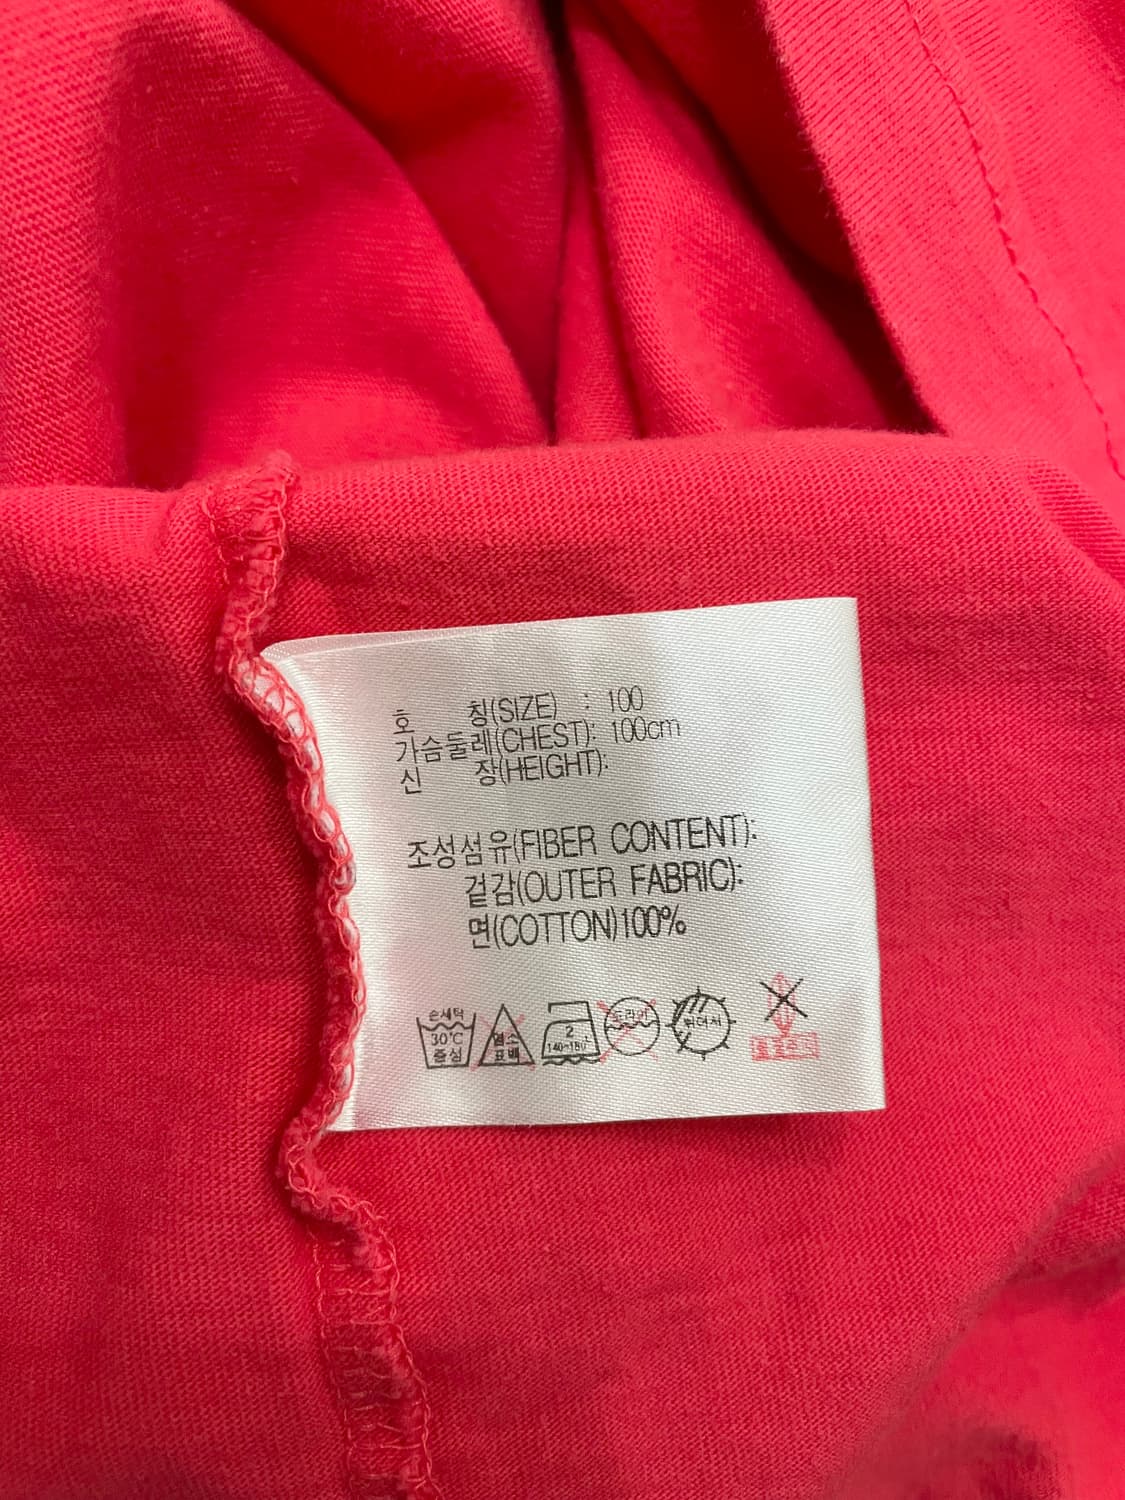 호 칭(SIZE) : 100
가슴둘레(CHEST): 100cm
신 장(HEIGHT):
조성섬유(FIBER CONTENT):
겉감(OUTER FABRIC):
면(COTTON)100%
손세탁
30℃
중성
염소
표백
2
140~180℃
드라이
뉘어서